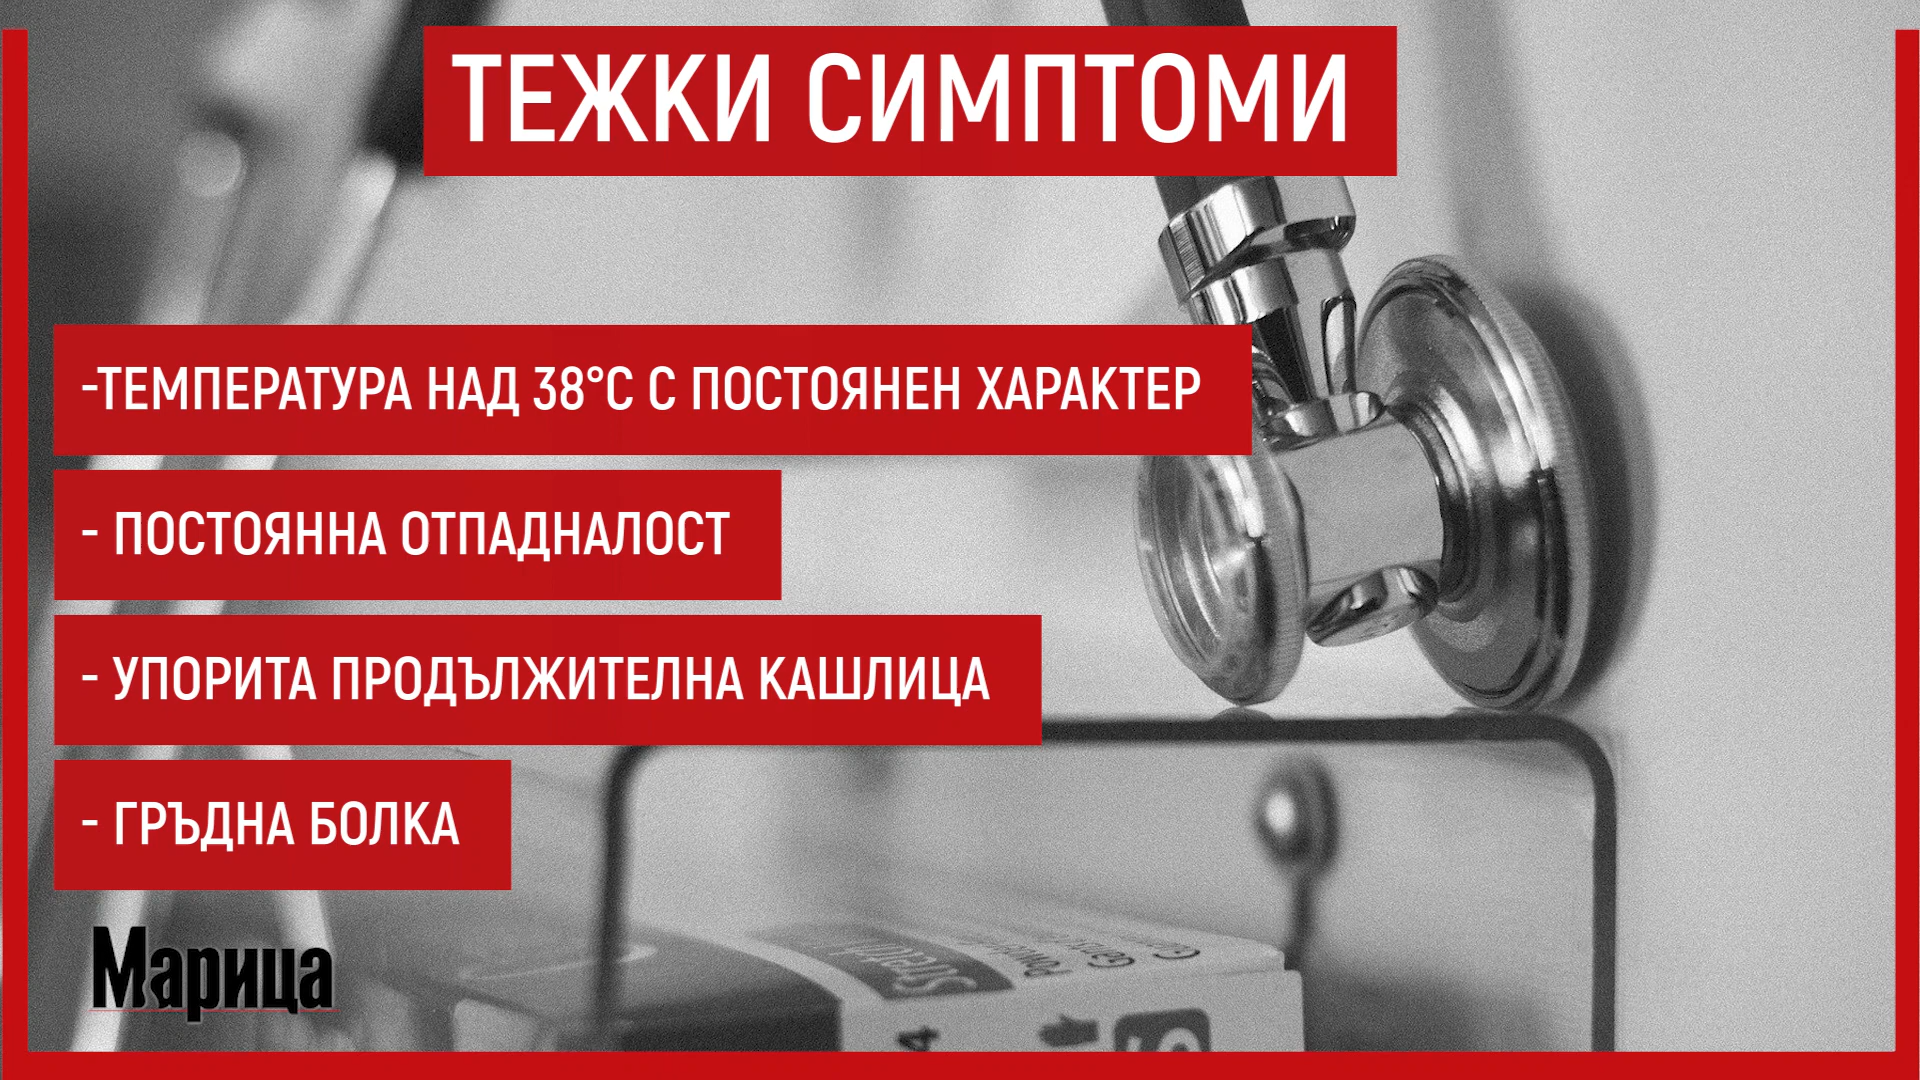 ТЕЖКИ СИМПТОМИ
-ТЕМПЕРАТУРА НАД 38°C С ПОСТОЯНЕН ХАРАКТЕР
- ПОСТОЯННА ОТПАДНАЛОСТ
- УПОРИТА ПРОДЪЛЖИТЕЛНА КАШЛИЦА
- ГРЪДНА БОЛКА
Марица